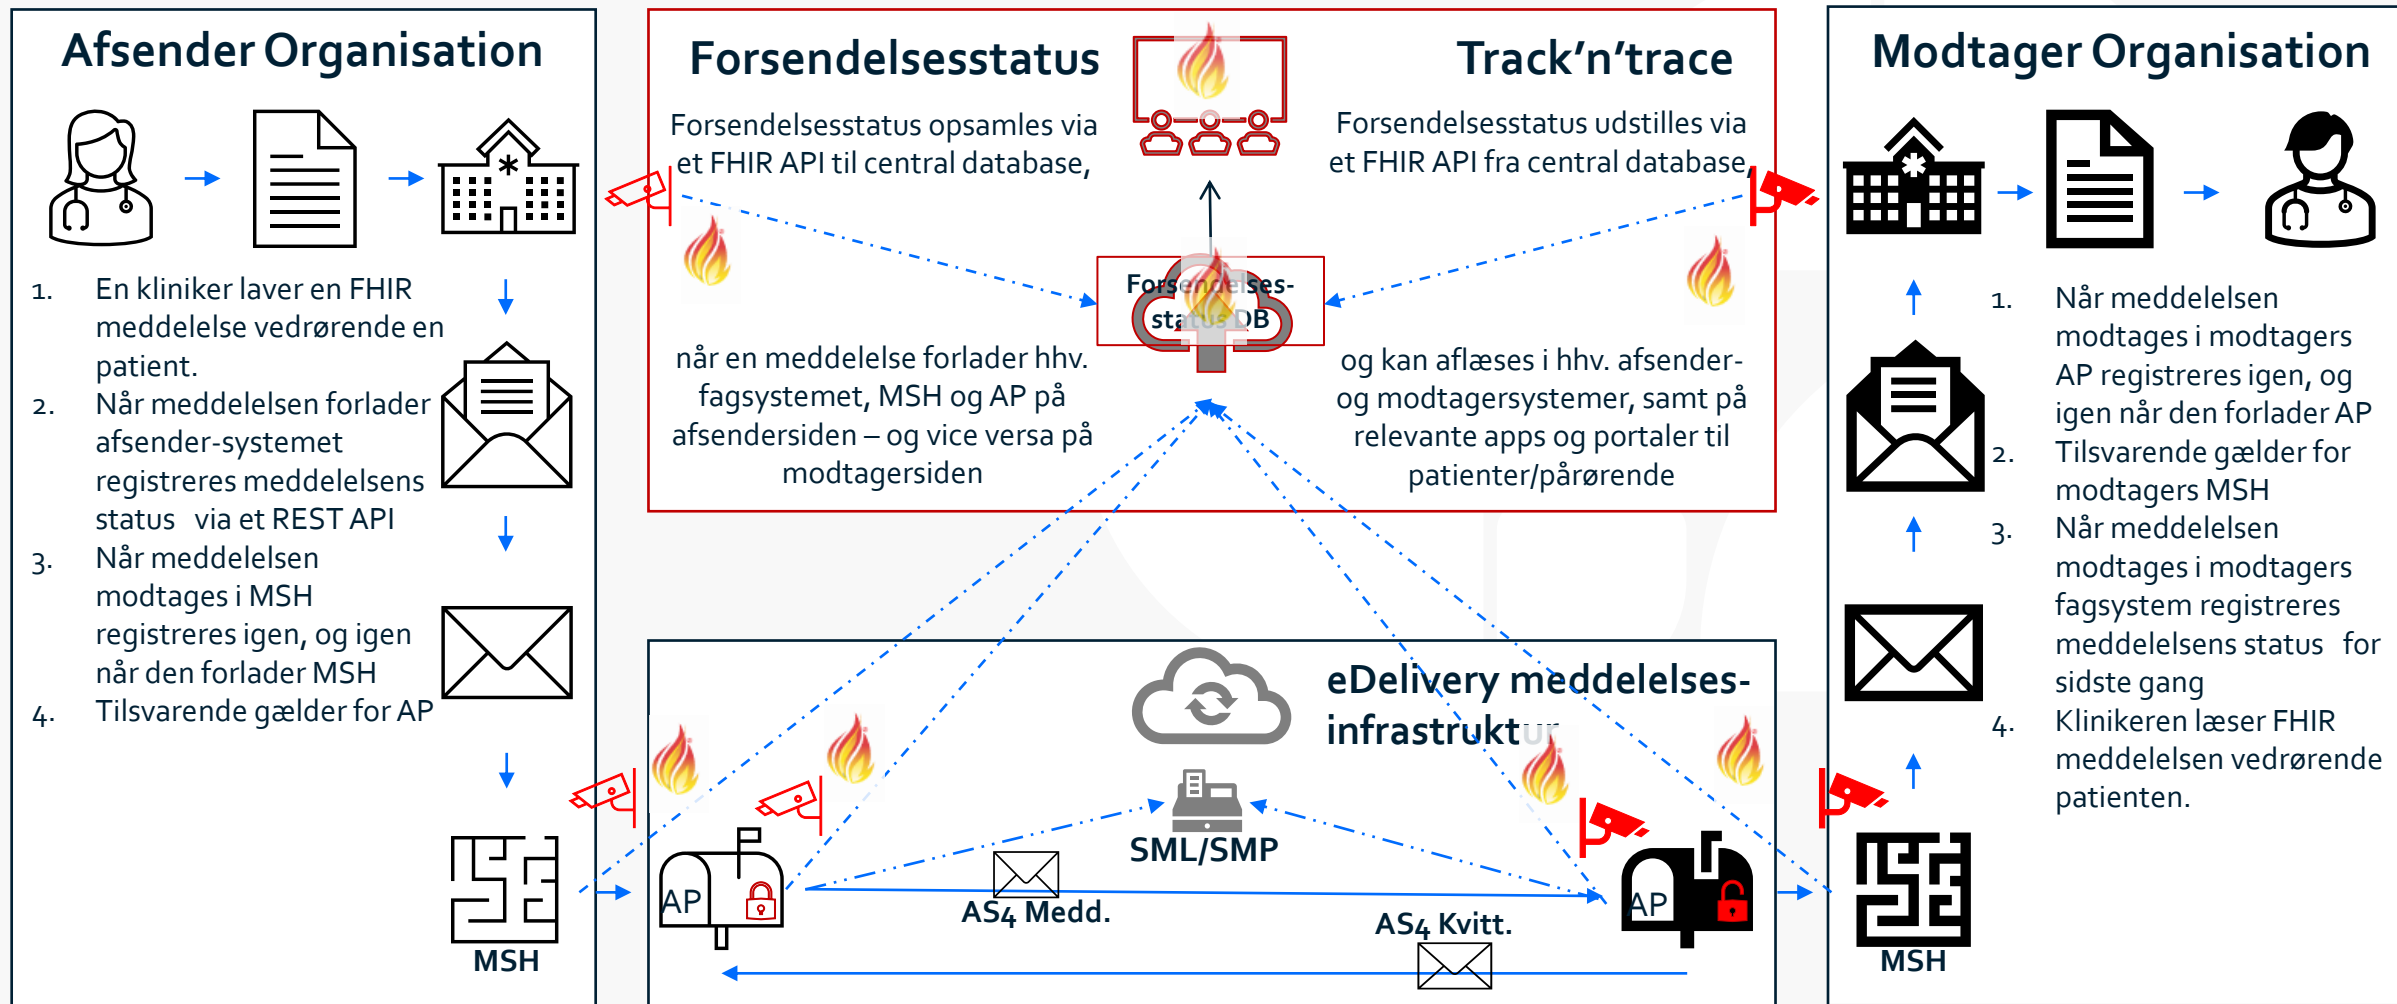 Afsender Organisation
1. En kliniker laver en FHIR
meddelelse vedrørende en
patient.
2. Når meddelelsen forlader
afsender-systemet
registreres meddelelsens
status via et REST API
3. Når meddelelsen
modtages i MSH
registreres igen, og igen
når den forlader MSH
4. Tilsvarende gælder for AP
MSH
Forsendelsesstatus
Forsendelsesstatus opsamles via
et FHIR API til central database,
når en meddelelse forlader hhv.
fagsystemet, MSH og AP på
afsendersiden – og vice versa på
modtagersiden
Forsendelses-
status DB
Track'n'trace
Forsendelsesstatus udstilles via
et FHIR API fra central database,
og kan aflæses i hhv. afsender-
og modtagersystemer, samt på
relevante apps og portaler til
patienter/pårørende
eDelivery meddelelses-
infrastruktur
SML/SMP
AP
AS4 Medd.
AS4 Kvitt.
AP
Modtager Organisation
1. Når meddelelsen
modtages i modtagers
AP registreres igen, og
igen når den forlader AP
2. Tilsvarende gælder for
modtagers MSH
3. Når meddelelsen
modtages i modtagers
fagsystem registreres
meddelelsens status for
sidste gang
4. Klinikeren læser FHIR
meddelelsen vedrørende
patienten.
MSH